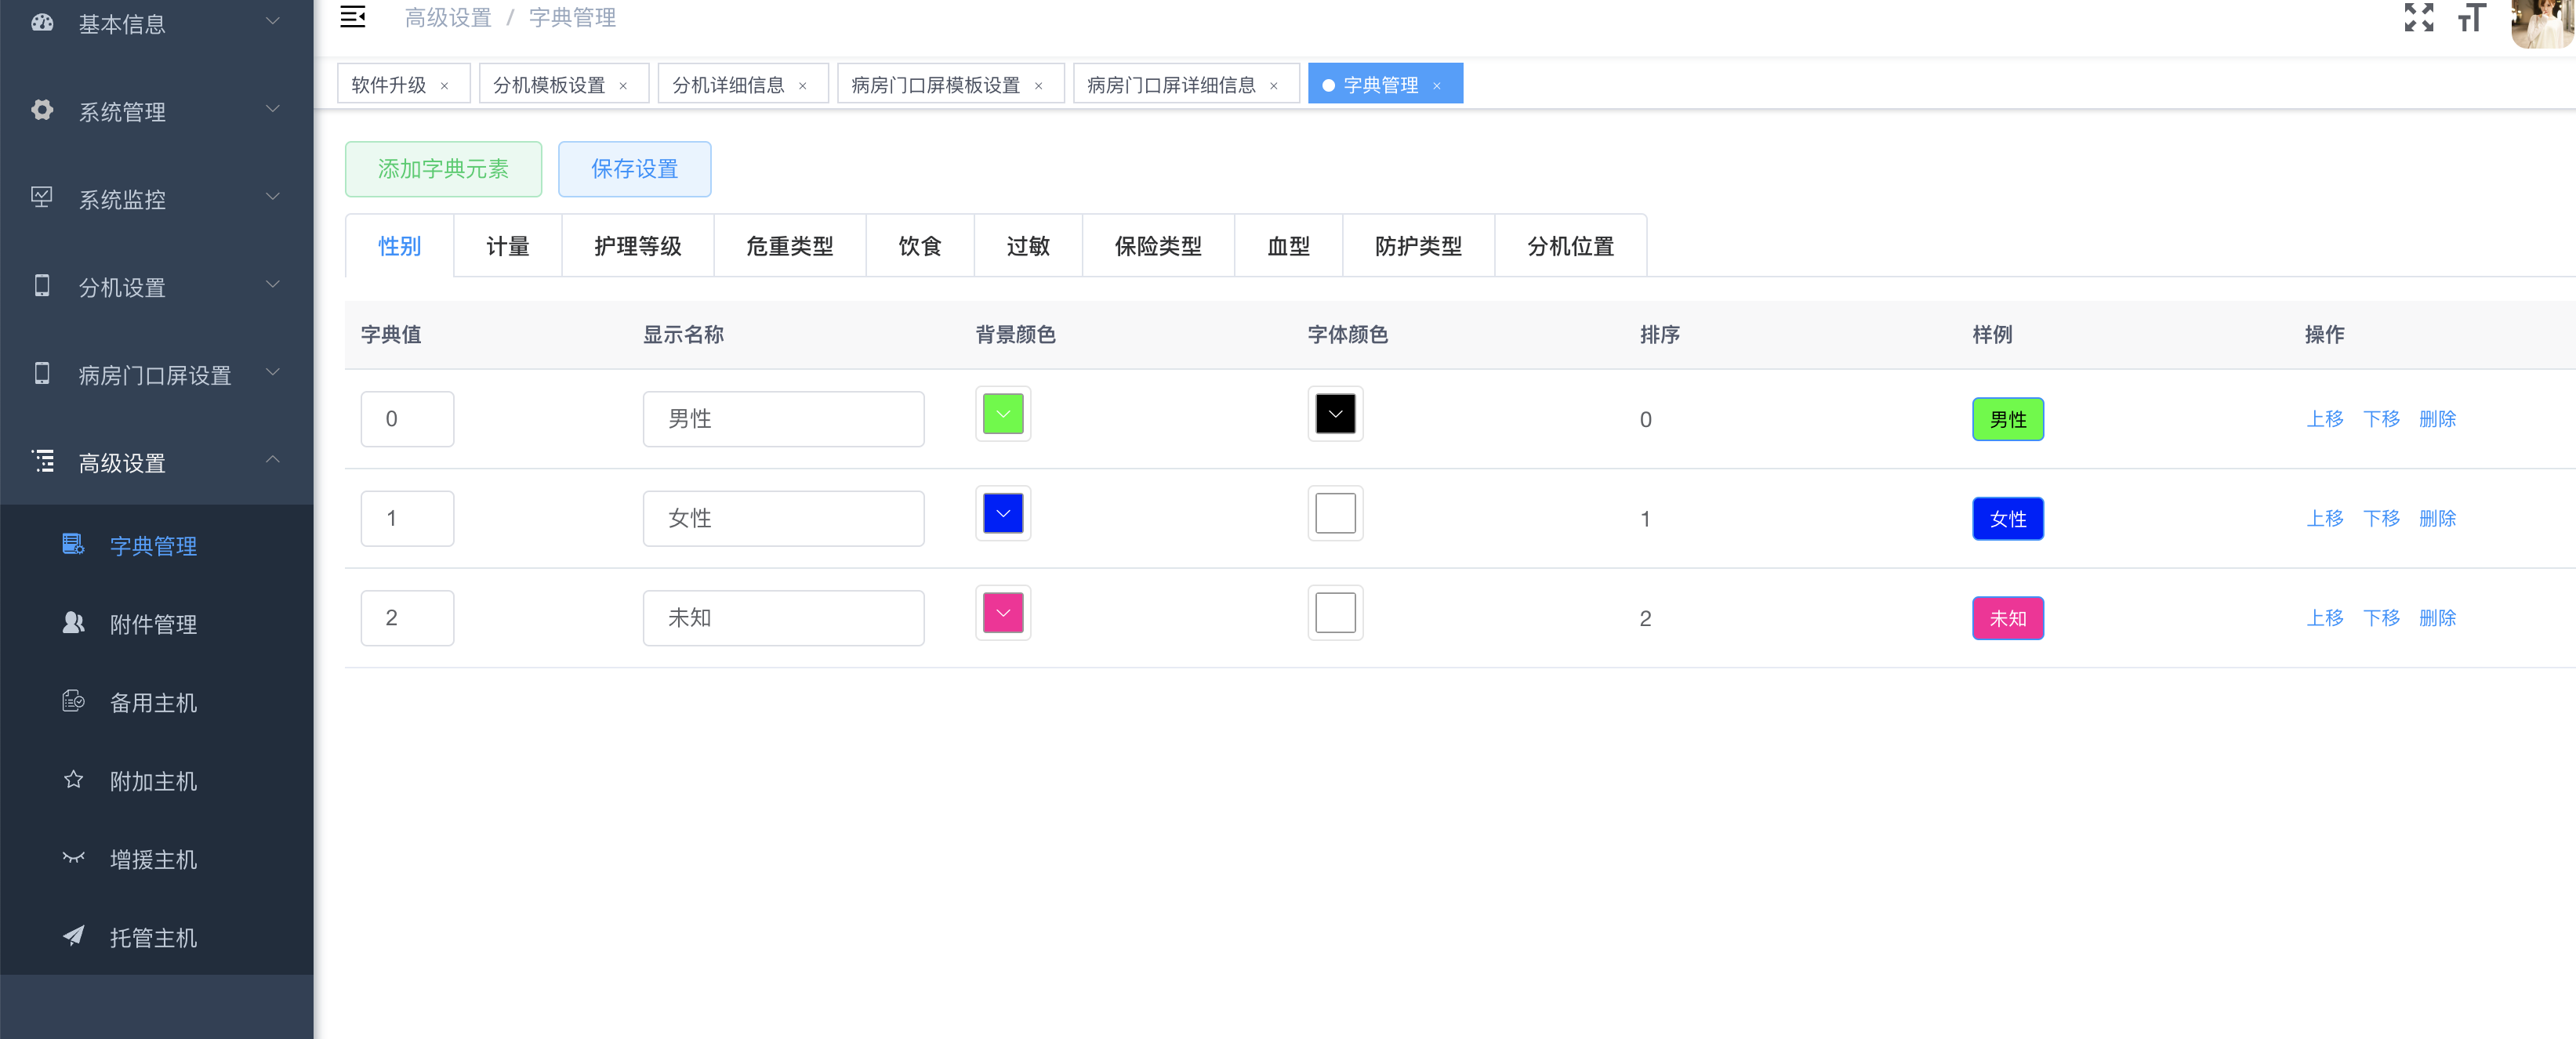 基本信息
系统管理
系统监控
分机设置
病房门口屏设置
高级设置
字典管理
附件管理
备用主机
附加主机
增援主机
托管主机
高级设置 / 字典管理
软件升级 × 分机模板设置 × 分机详细信息 × 病房门口屏模板设置 × 病房门口屏详细信息 × 字典管理 ×
添加字典元素 保存设置
性别 计量 护理等级 危重类型 饮食 过敏 保险类型 血型 防护类型 分机位置
字典值 显示名称 背景颜色 字体颜色 排序 样例 操作
0 男性 0 男性 上移 下移 删除
1 女性 1 女性 上移 下移 删除
2 未知 2 未知 上移 下移 删除